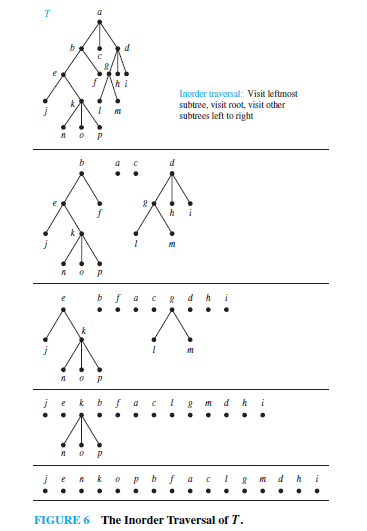 T a
b d
c
g
e f h i
j k l m
n o p
Inorder traversal: Visit leftmost
subtree, visit root, visit other
subtrees left to right
b a c d
e f g h i
j k l m
n o p
e b f a c g d h i
k
j l m
n o p
j e k b f a c l g m d h i
n o p
j e n k o p b f a c l g m d h i
FIGURE 6 The Inorder Traversal of T.